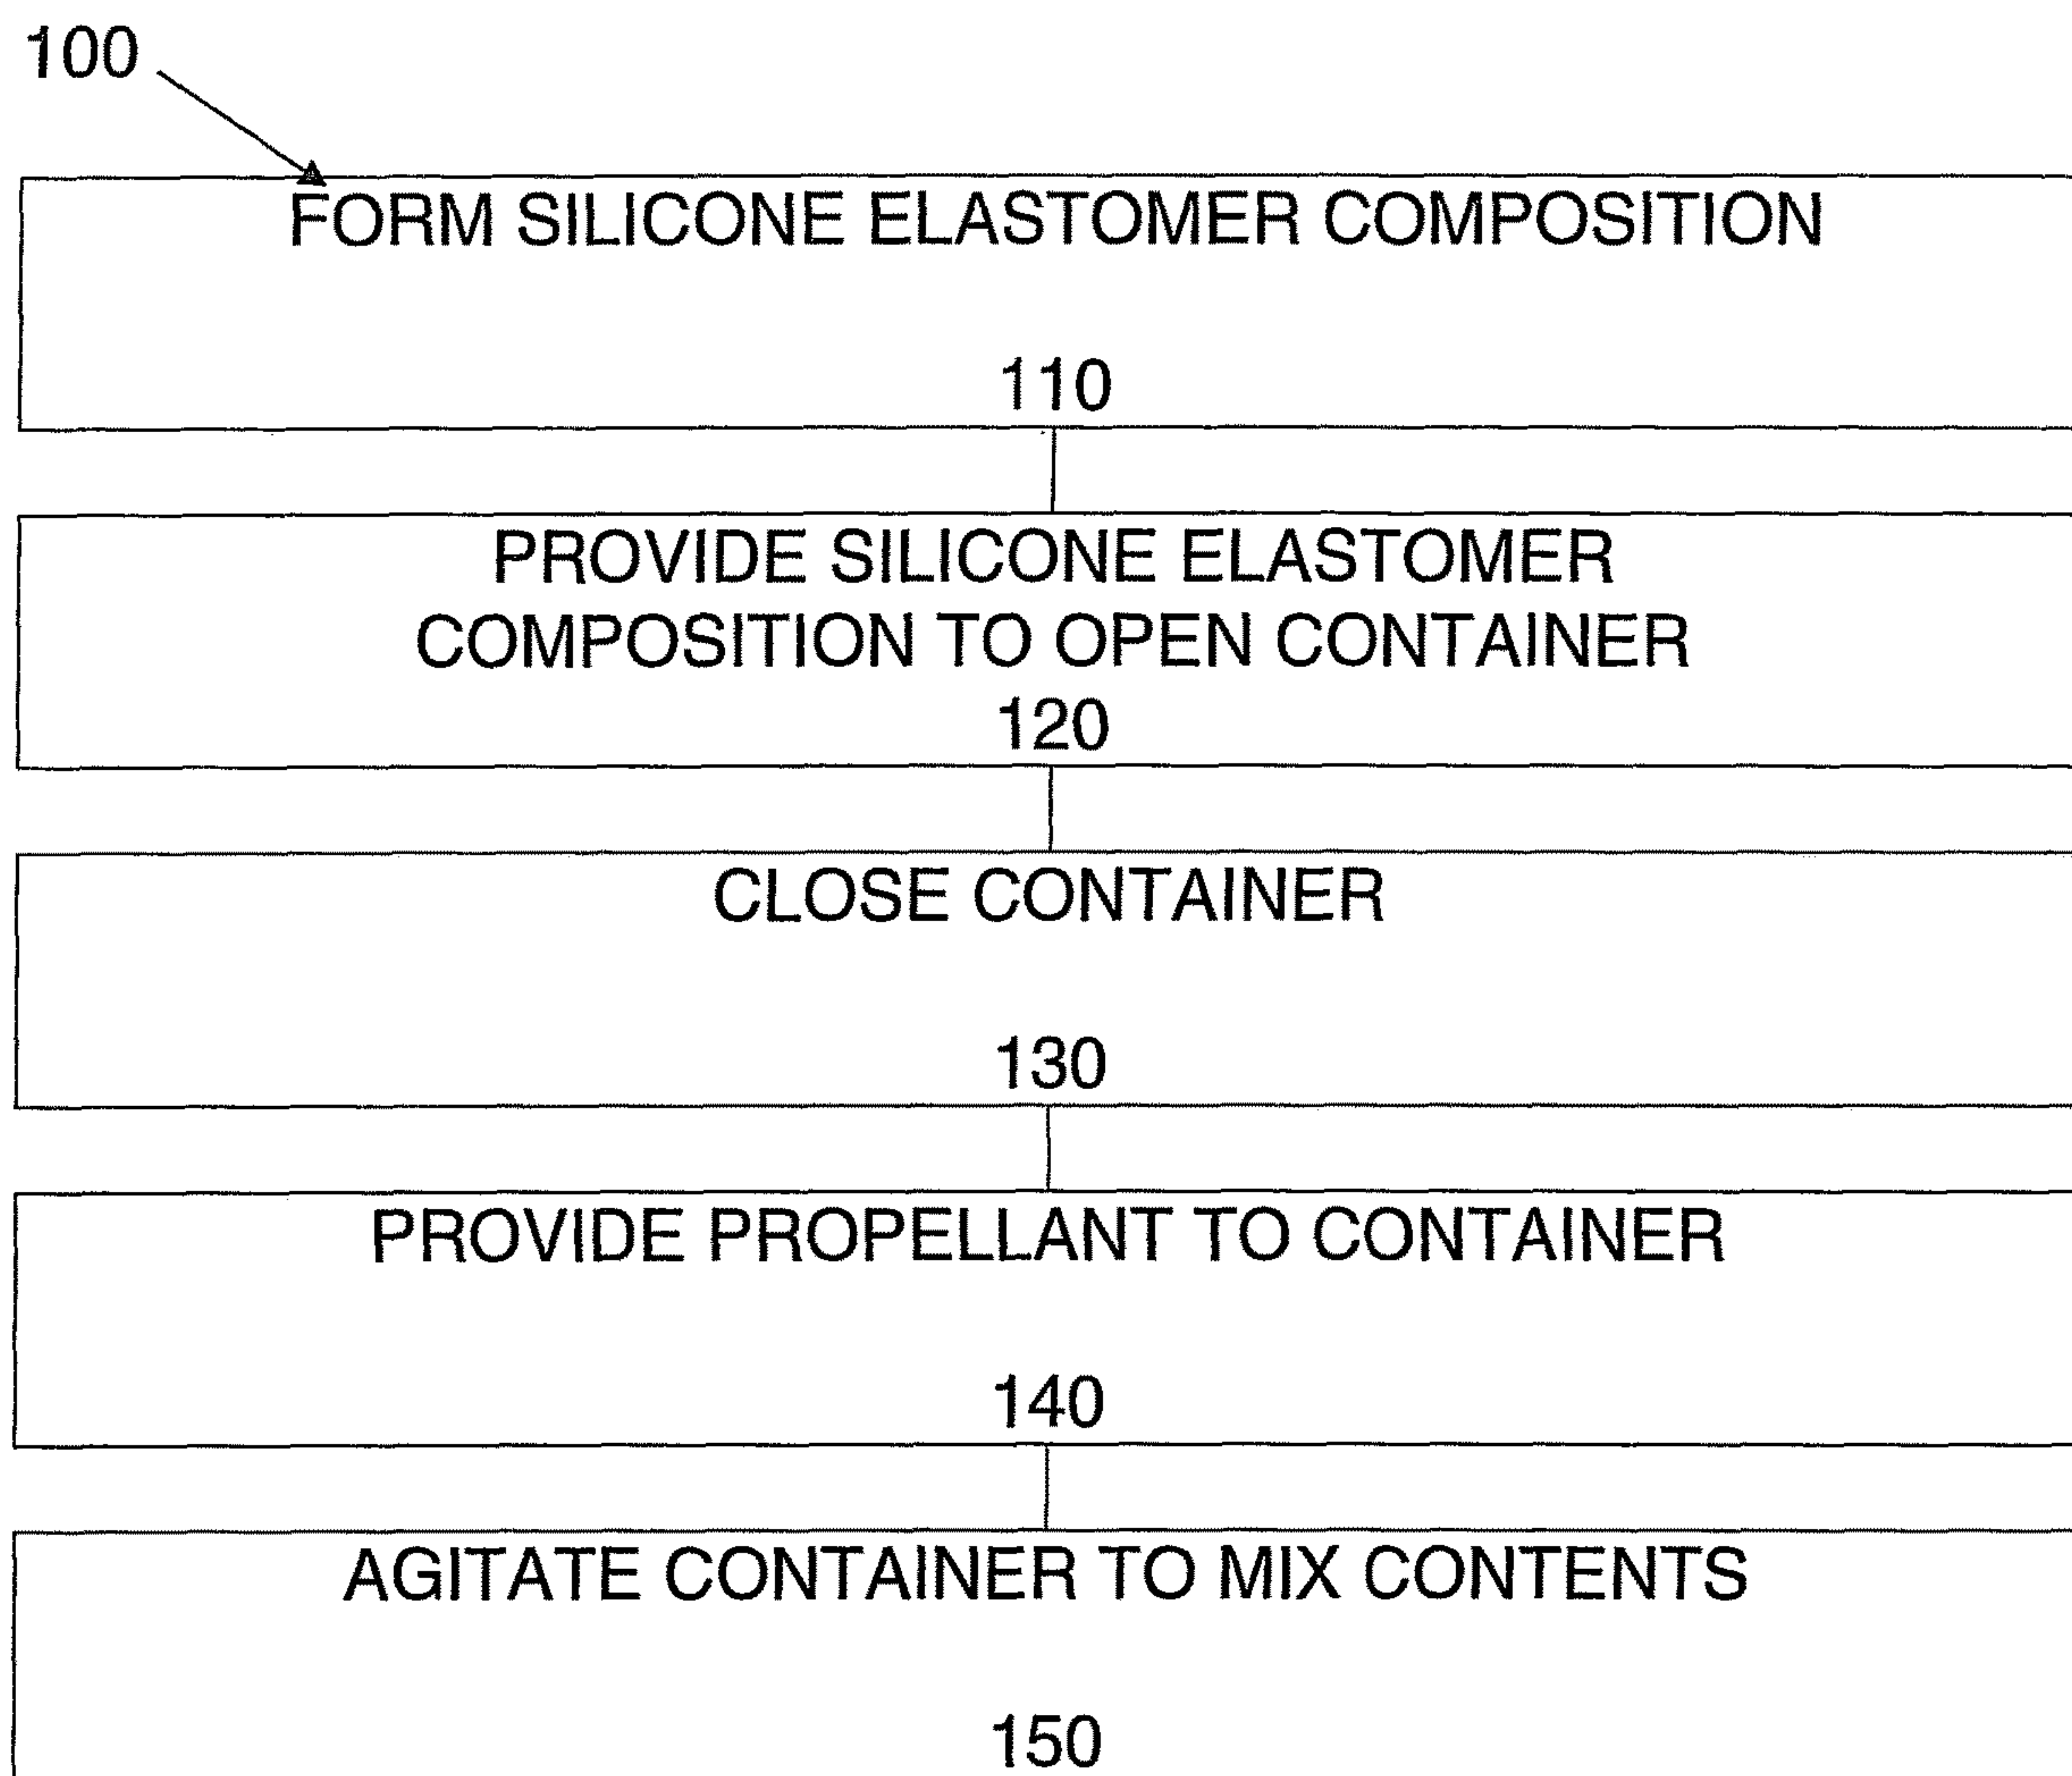 100
FORM SILICONE ELASTOMER COMPOSITION
110
PROVIDE SILICONE ELASTOMER
COMPOSITION TO OPEN CONTAINER
120
CLOSE CONTAINER
130
PROVIDE PROPELLANT TO CONTAINER
140
AGITATE CONTAINER TO MIX CONTENTS
150